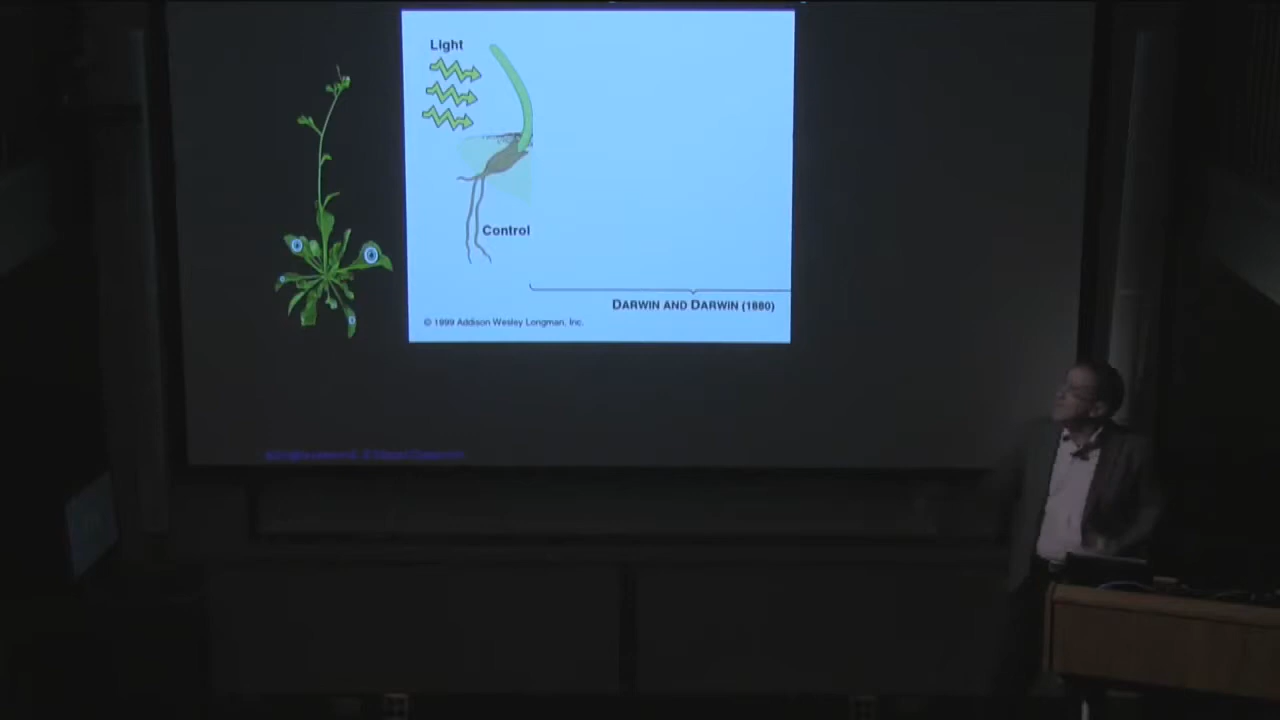 Light
Control
DARWIN AND DARWIN (1880)
© 1999 Addison Wesley Longman, Inc.